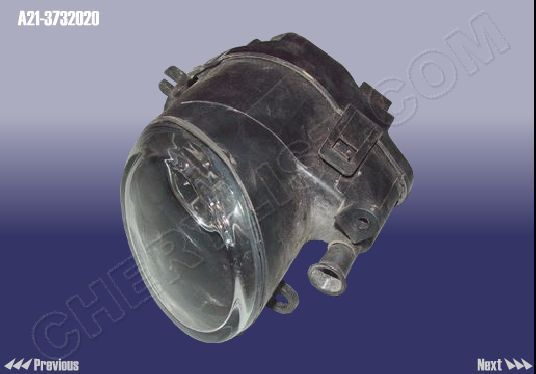 A21-3732020
◀◀◀ Previous
Next ▶▶▶